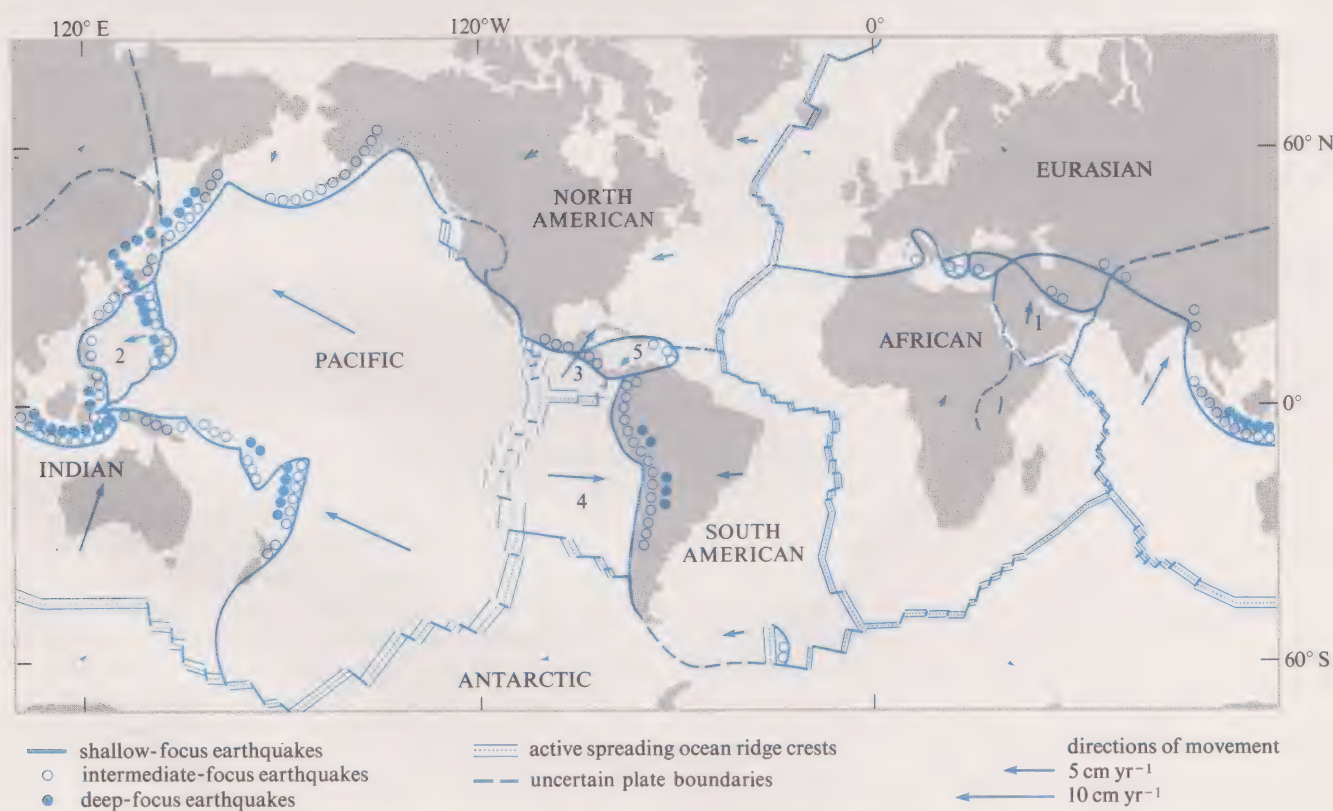 120° E
120°W
0°
60° N
EURASIAN
NORTH
AMERICAN
PACIFIC
AFRICAN
1
2
3
5
0°
INDIAN
4
SOUTH
AMERICAN
ANTARCTIC
60° S
shallow-focus earthquakes
intermediate-focus earthquakes
deep-focus earthquakes
active spreading ocean ridge crests
uncertain plate boundaries
directions of movement
5 cm yr⁻¹
10 cm yr⁻¹